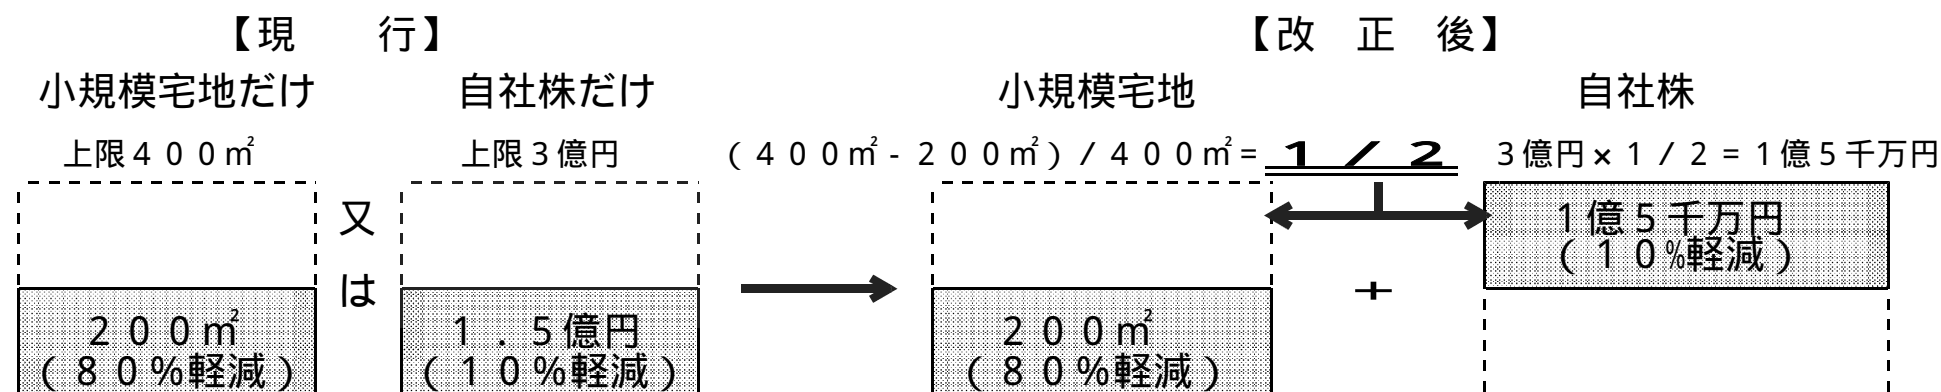 【現　行】
【改　正　後】
小規模宅地だけ
自社株だけ
小規模宅地
自社株
上限４００㎡
上限３億円
（４００㎡-２００㎡）/４００㎡=１/２
３億円×１/２=１億５千万円
又は
１億５千万円
（１０%軽減）
+
２００㎡
（８０%軽減）
１.５億円
（１０%軽減）
２００㎡
（８０%軽減）